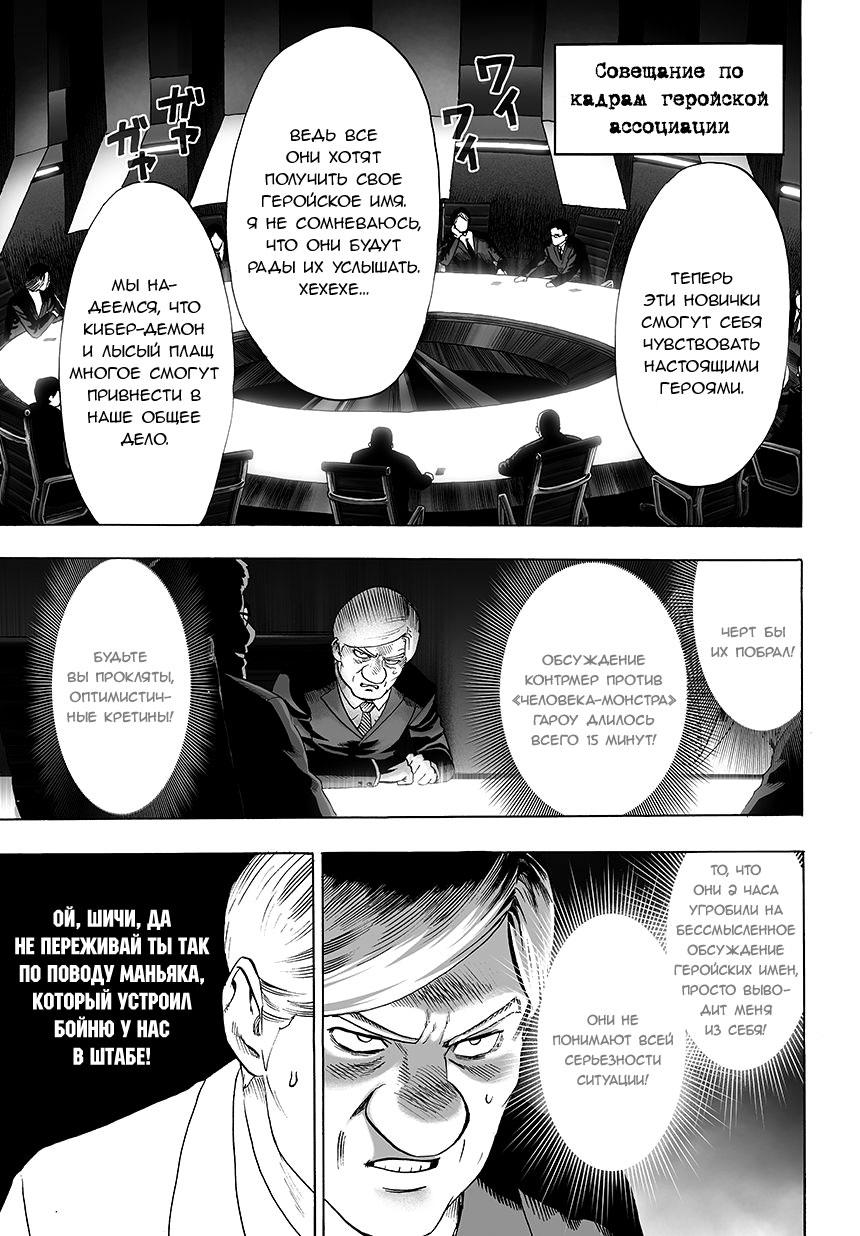 Совещание по
кадрам геройской
ассоциации
ТЕПЕРЬ
ЭТИ НОВИЧКИ
СМОГУТ СЕБЯ
ЧУВСТВОВАТЬ
НАСТОЯЩИМИ
ГЕРОЯМИ.
ワイ
ワイ
ВЕДЬ ВСЕ
ОНИ ХОТЯТ
ПОЛУЧИТЬ СВОЕ
ГЕРОЙСКОЕ ИМЯ.
Я НЕ СОМНЕВАЮСЬ,
ЧТО ОНИ БУДУТ
РАДЫ ИХ УСЛЫШАТЬ.
ХЕХЕХЕ...
ガヤ
ガヤ
МЫ НА-
ДЕЕМСЯ, ЧТО
КИБЕР-ДЕМОН
И ЛЫСЫЙ ПЛАЩ
МНОГОЕ СМОГУТ
ПРИВНЕСТИ В
НАШЕ ОБЩЕЕ
ДЕЛО.
ЧЕРТ БЫ
ИХ ПОБРАЛ!
ОБСУЖДЕНИЕ
КОНТРМЕР ПРОТИВ
«ЧЕЛОВЕКА-МОНСТРА»
ГАРОУ ДЛИЛОСЬ
ВСЕГО 15 МИНУТ!
БУДЬТЕ
ВЫ ПРОКЛЯТЫ,
ОПТИМИСТИЧ-
НЫЕ КРЕТИНЫ!
ТО, ЧТО
ОНИ 2 ЧАСА
УГРОБИЛИ НА
БЕССМЫСЛЕННОЕ
ОБСУЖДЕНИЕ
ГЕРОЙСКИХ ИМЕН,
ПРОСТО ВЫВО-
ДИТ МЕНЯ
ИЗ СЕБЯ!
ОНИ НЕ
ПОНИМАЮТ ВСЕЙ
СЕРЬЕЗНОСТИ
СИТУАЦИИ!
ОЙ, ШИЧИ, ДА
НЕ ПЕРЕЖИВАЙ ТЫ ТАК
ПО ПОВОДУ МАНЬЯКА,
КОТОРЫЙ УСТРОИЛ
БОЙНЮ У НАС
В ШТАБЕ!